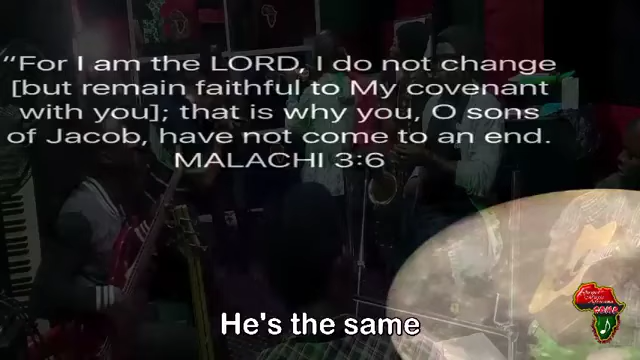 “For I am the LORD, I do not change
[but remain faithful to My covenant
with you]; that is why you, O sons
of Jacob, have not come to an end.
MALACHI 3:6
He's the same